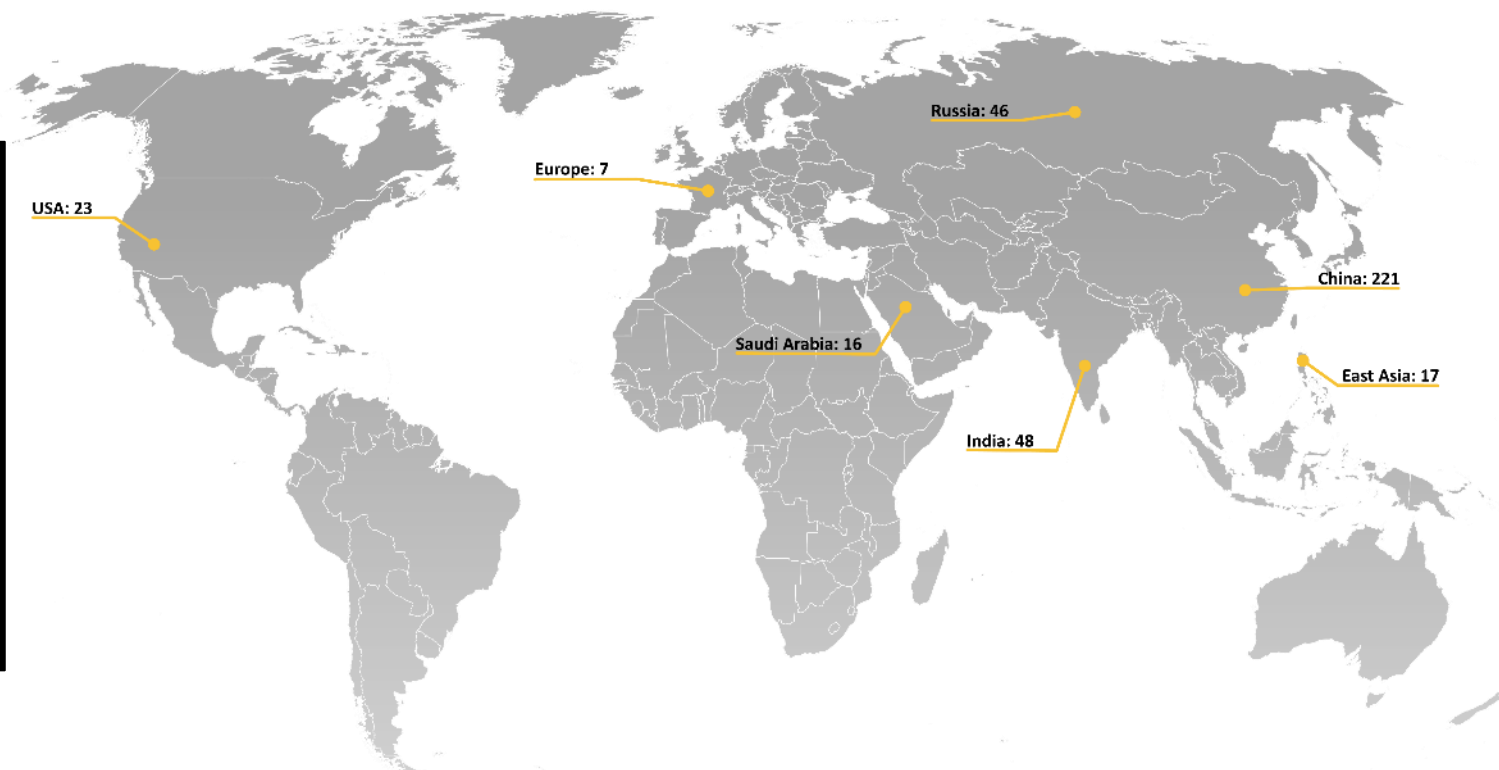 Russia: 46
Europe: 7
USA: 23
China: 221
Saudi Arabia: 16
East Asia: 17
India: 48